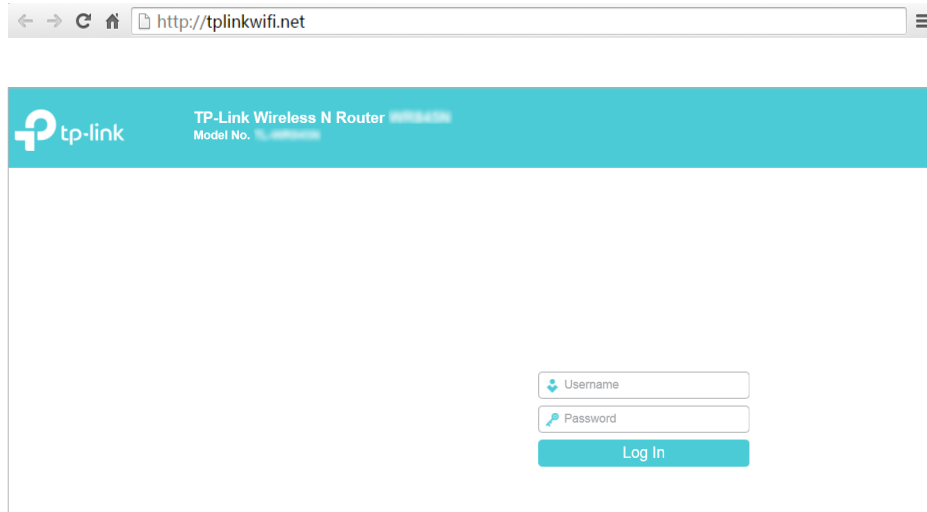 http://tplinkwifi.net
tp-link
TP-Link Wireless N Router
Model No.
Username
Password
Log In